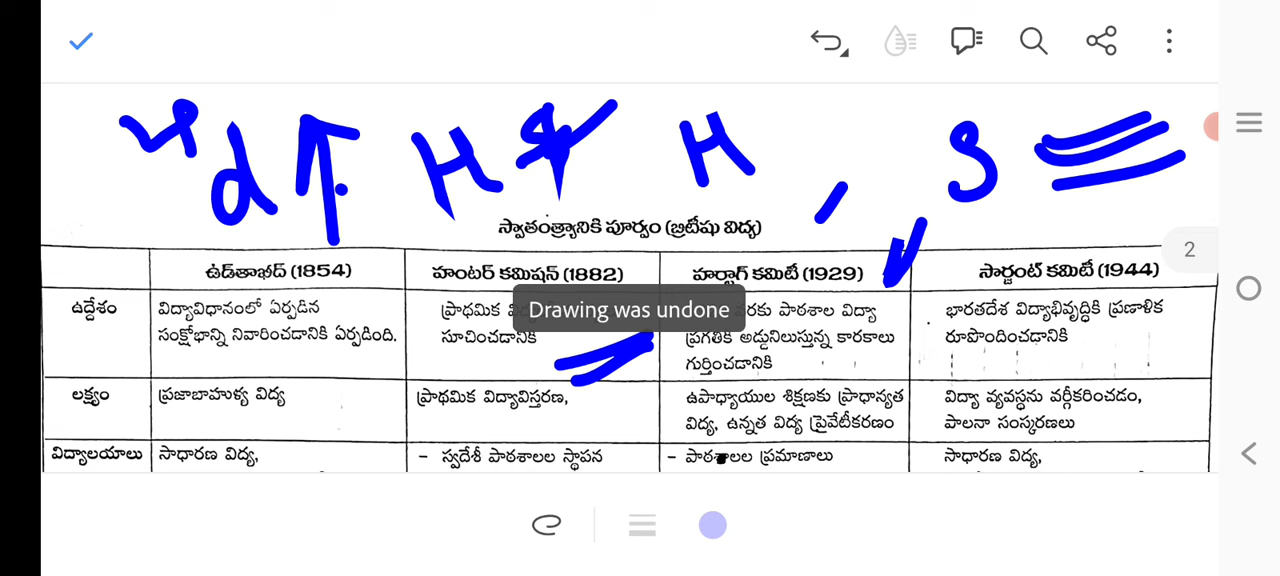 d ↑. H H , S
స్వాతంత్ర్యానికి పూర్వం (బ్రిటీషు విద్య)
2
ఉడ్‌తాఖీద్ (1854) హంటర్ కమిషన్ (1882) హర్టాగ్ కమిటీ (1929) సార్జంట్ కమిటీ (1944)
ఉద్దేశం విద్యావిధానంలో ఏర్పడిన ప్రాథమిక వరకు పాఠశాల విద్యా భారతదేశ విద్యాభివృద్ధికి ప్రణాళిక
Drawing was undone
సంక్షోభాన్ని నివారించడానికి ఏర్పడింది. సూచించడానికి ప్రగతికి అడ్డునిలుస్తున్న కారకాలు రూపొందించడానికి
గుర్తించడానికి
లక్ష్యం ప్రజాబాహుళ్య విద్య ప్రాథమిక విద్యావిస్తరణ, ఉపాధ్యాయుల శిక్షణకు ప్రాధాన్యత విద్యా వ్యవస్థను వర్గీకరించడం,
విద్య, ఉన్నత విద్య ప్రైవేటీకరణం పాలనా సంస్కరణలు
విద్యాలయాలు సాధారణ విద్య, – స్వదేశీ పాఠశాలల స్థాపన – పాఠశాలల ప్రమాణాలు సాధారణ విద్య,